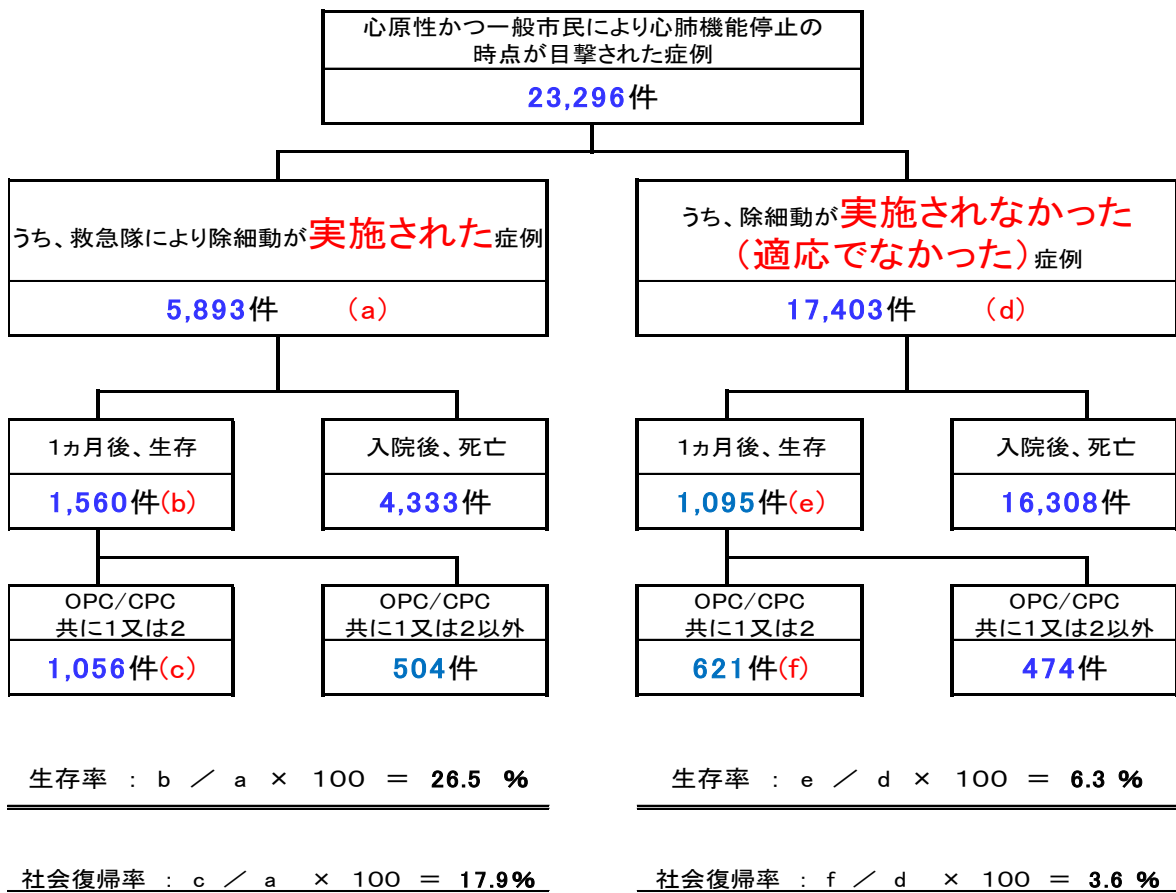 心原性かつ一般市民により心肺機能停止の
時点が目撃された症例
23,296件
うち、救急隊により除細動が実施された症例
5,893件 (a)
うち、除細動が実施されなかった
(適応でなかった)症例
17,403件 (d)
1ヵ月後、生存
1,560件(b)
入院後、死亡
4,333件
1ヵ月後、生存
1,095件(e)
入院後、死亡
16,308件
OPC/CPC
共に1又は2
1,056件(c)
OPC/CPC
共に1又は2以外
504件
OPC/CPC
共に1又は2
621件(f)
OPC/CPC
共に1又は2以外
474件
生存率 : b / a × 100 = 26.5 %
生存率 : e / d × 100 = 6.3 %
社会復帰率 : c / a × 100 = 17.9%
社会復帰率 : f / d × 100 = 3.6 %